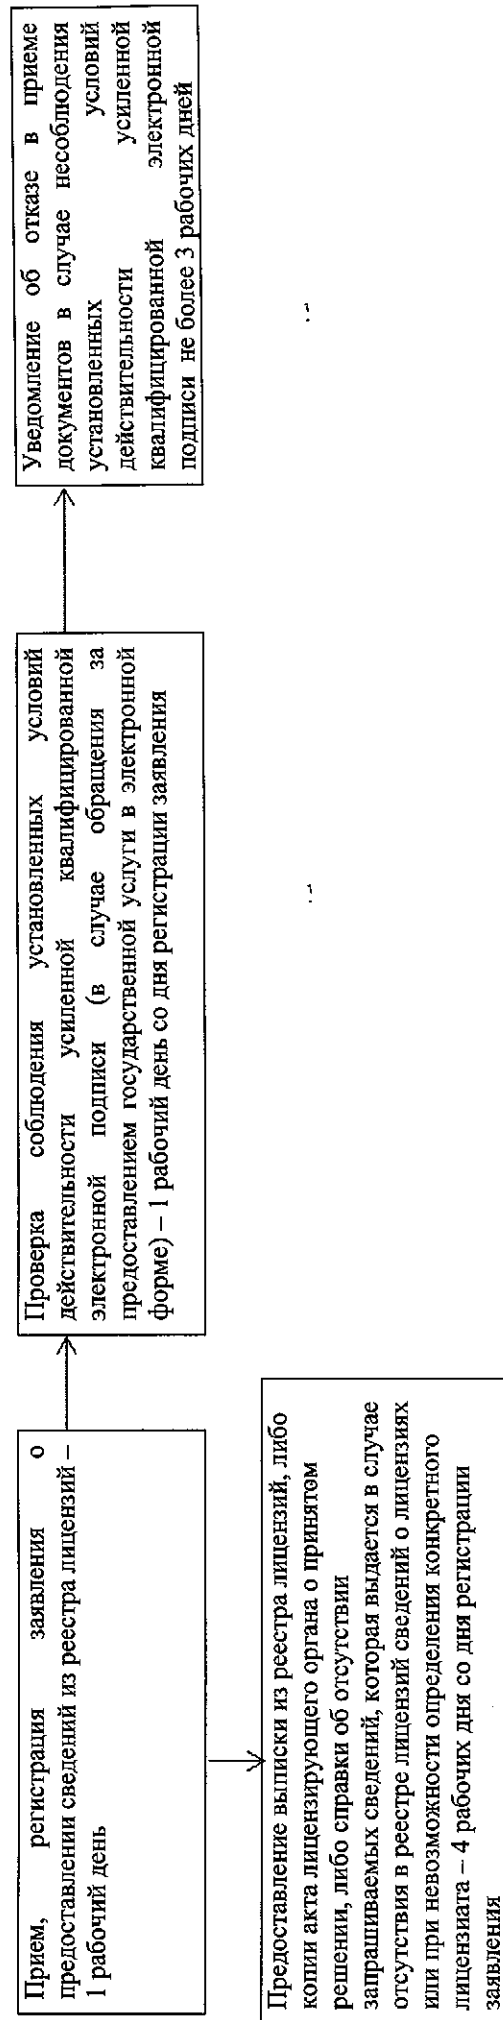 Прием, регистрация заявления о
предоставлении сведений из реестра лицензий –
1 рабочий день
Проверка соблюдения установленных условий
действительности усиленной квалифицированной
электронной подписи (в случае обращения за
предоставлением государственной услуги в электронной
форме) – 1 рабочий день со дня регистрации заявления
Уведомление об отказе в приеме
документов в случае несоблюдения
установленных условий
действительности усиленной
квалифицированной электронной
подписи не более 3 рабочих дней
Предоставление выписки из реестра лицензий, либо
копии акта лицензирующего органа о принятом
решении, либо справки об отсутствии
запрашиваемых сведений, которая выдается в случае
отсутствия в реестре лицензий сведений о лицензиях
или при невозможности определения конкретного
лицензиата – 4 рабочих дня со дня регистрации
заявления